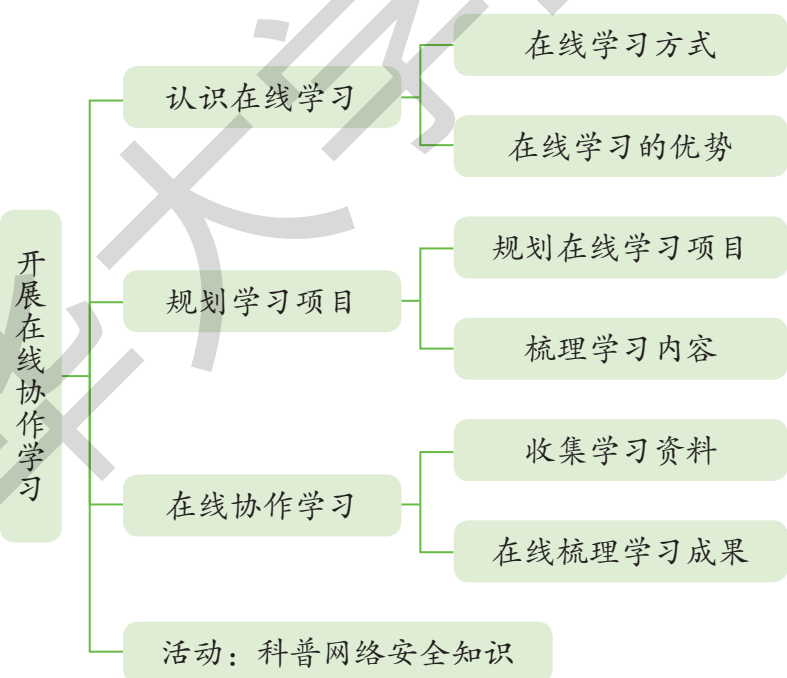 开展在线协作学习
认识在线学习
在线学习方式
在线学习的优势
规划学习项目
规划在线学习项目
梳理学习内容
在线协作学习
收集学习资料
在线梳理学习成果
活动：科普网络安全知识